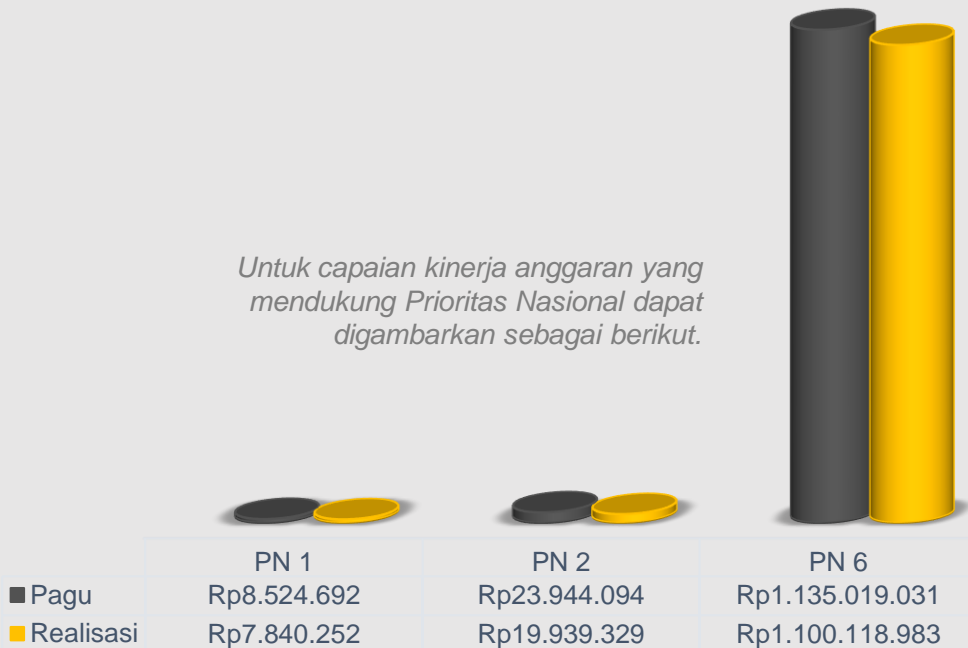 Untuk capaian kinerja anggaran yang
mendukung Prioritas Nasional dapat
digambarkan sebagai berikut.
PN 1 PN 2 PN 6
Pagu Rp8.524.692 Rp23.944.094 Rp1.135.019.031
Realisasi Rp7.840.252 Rp19.939.329 Rp1.100.118.983